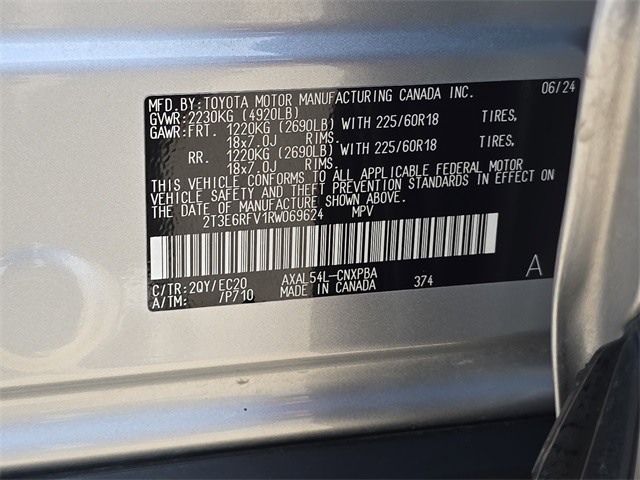 MFD.BY:TOYOTA MOTOR MANUFACTURING CANADA INC. 06/24
GVWR:2230KG (4920LB)
GAWR:FRT. 1220KG (2690LB) WITH 225/60R18 TIRES,
18x7.0J RIMS.
RR. 1220KG (2690LB) WITH 225/60R18 TIRES,
18x7.0J RIMS.
THIS VEHICLE CONFORMS TO ALL APPLICABLE FEDERAL MOTOR
VEHICLE SAFETY AND THEFT PREVENTION STANDARDS IN EFFECT ON
THE DATE OF MANUFACTURE SHOWN ABOVE.
2T3E6RFV1RW069624 MPV
C/TR:2QY/EC20 AXAL54L-CNXPBA 374 A
A/TM: /P710 MADE IN CANADA